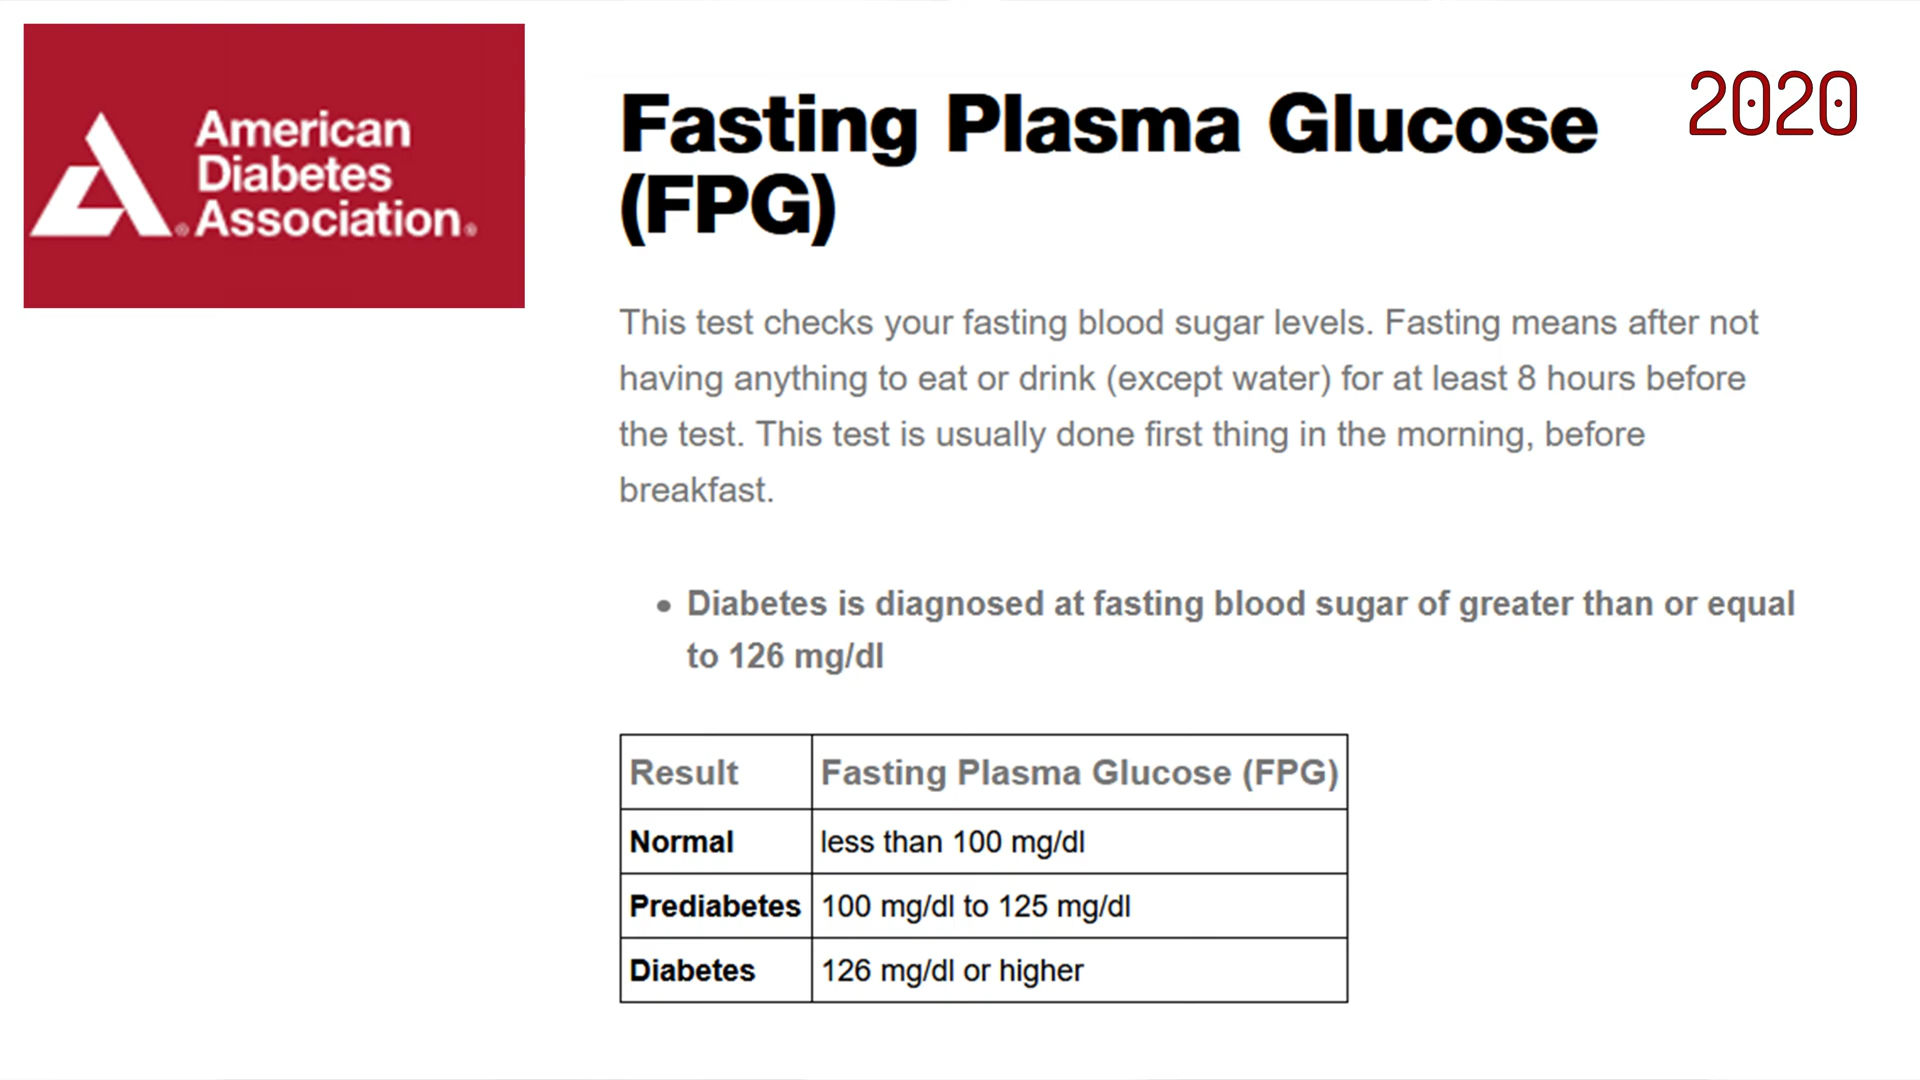 American
Diabetes
Association®
2020
Fasting Plasma Glucose
(FPG)
This test checks your fasting blood sugar levels. Fasting means after not
having anything to eat or drink (except water) for at least 8 hours before
the test. This test is usually done first thing in the morning, before
breakfast.
• Diabetes is diagnosed at fasting blood sugar of greater than or equal
to 126 mg/dl
Result Fasting Plasma Glucose (FPG)
Normal less than 100 mg/dl
Prediabetes 100 mg/dl to 125 mg/dl
Diabetes 126 mg/dl or higher